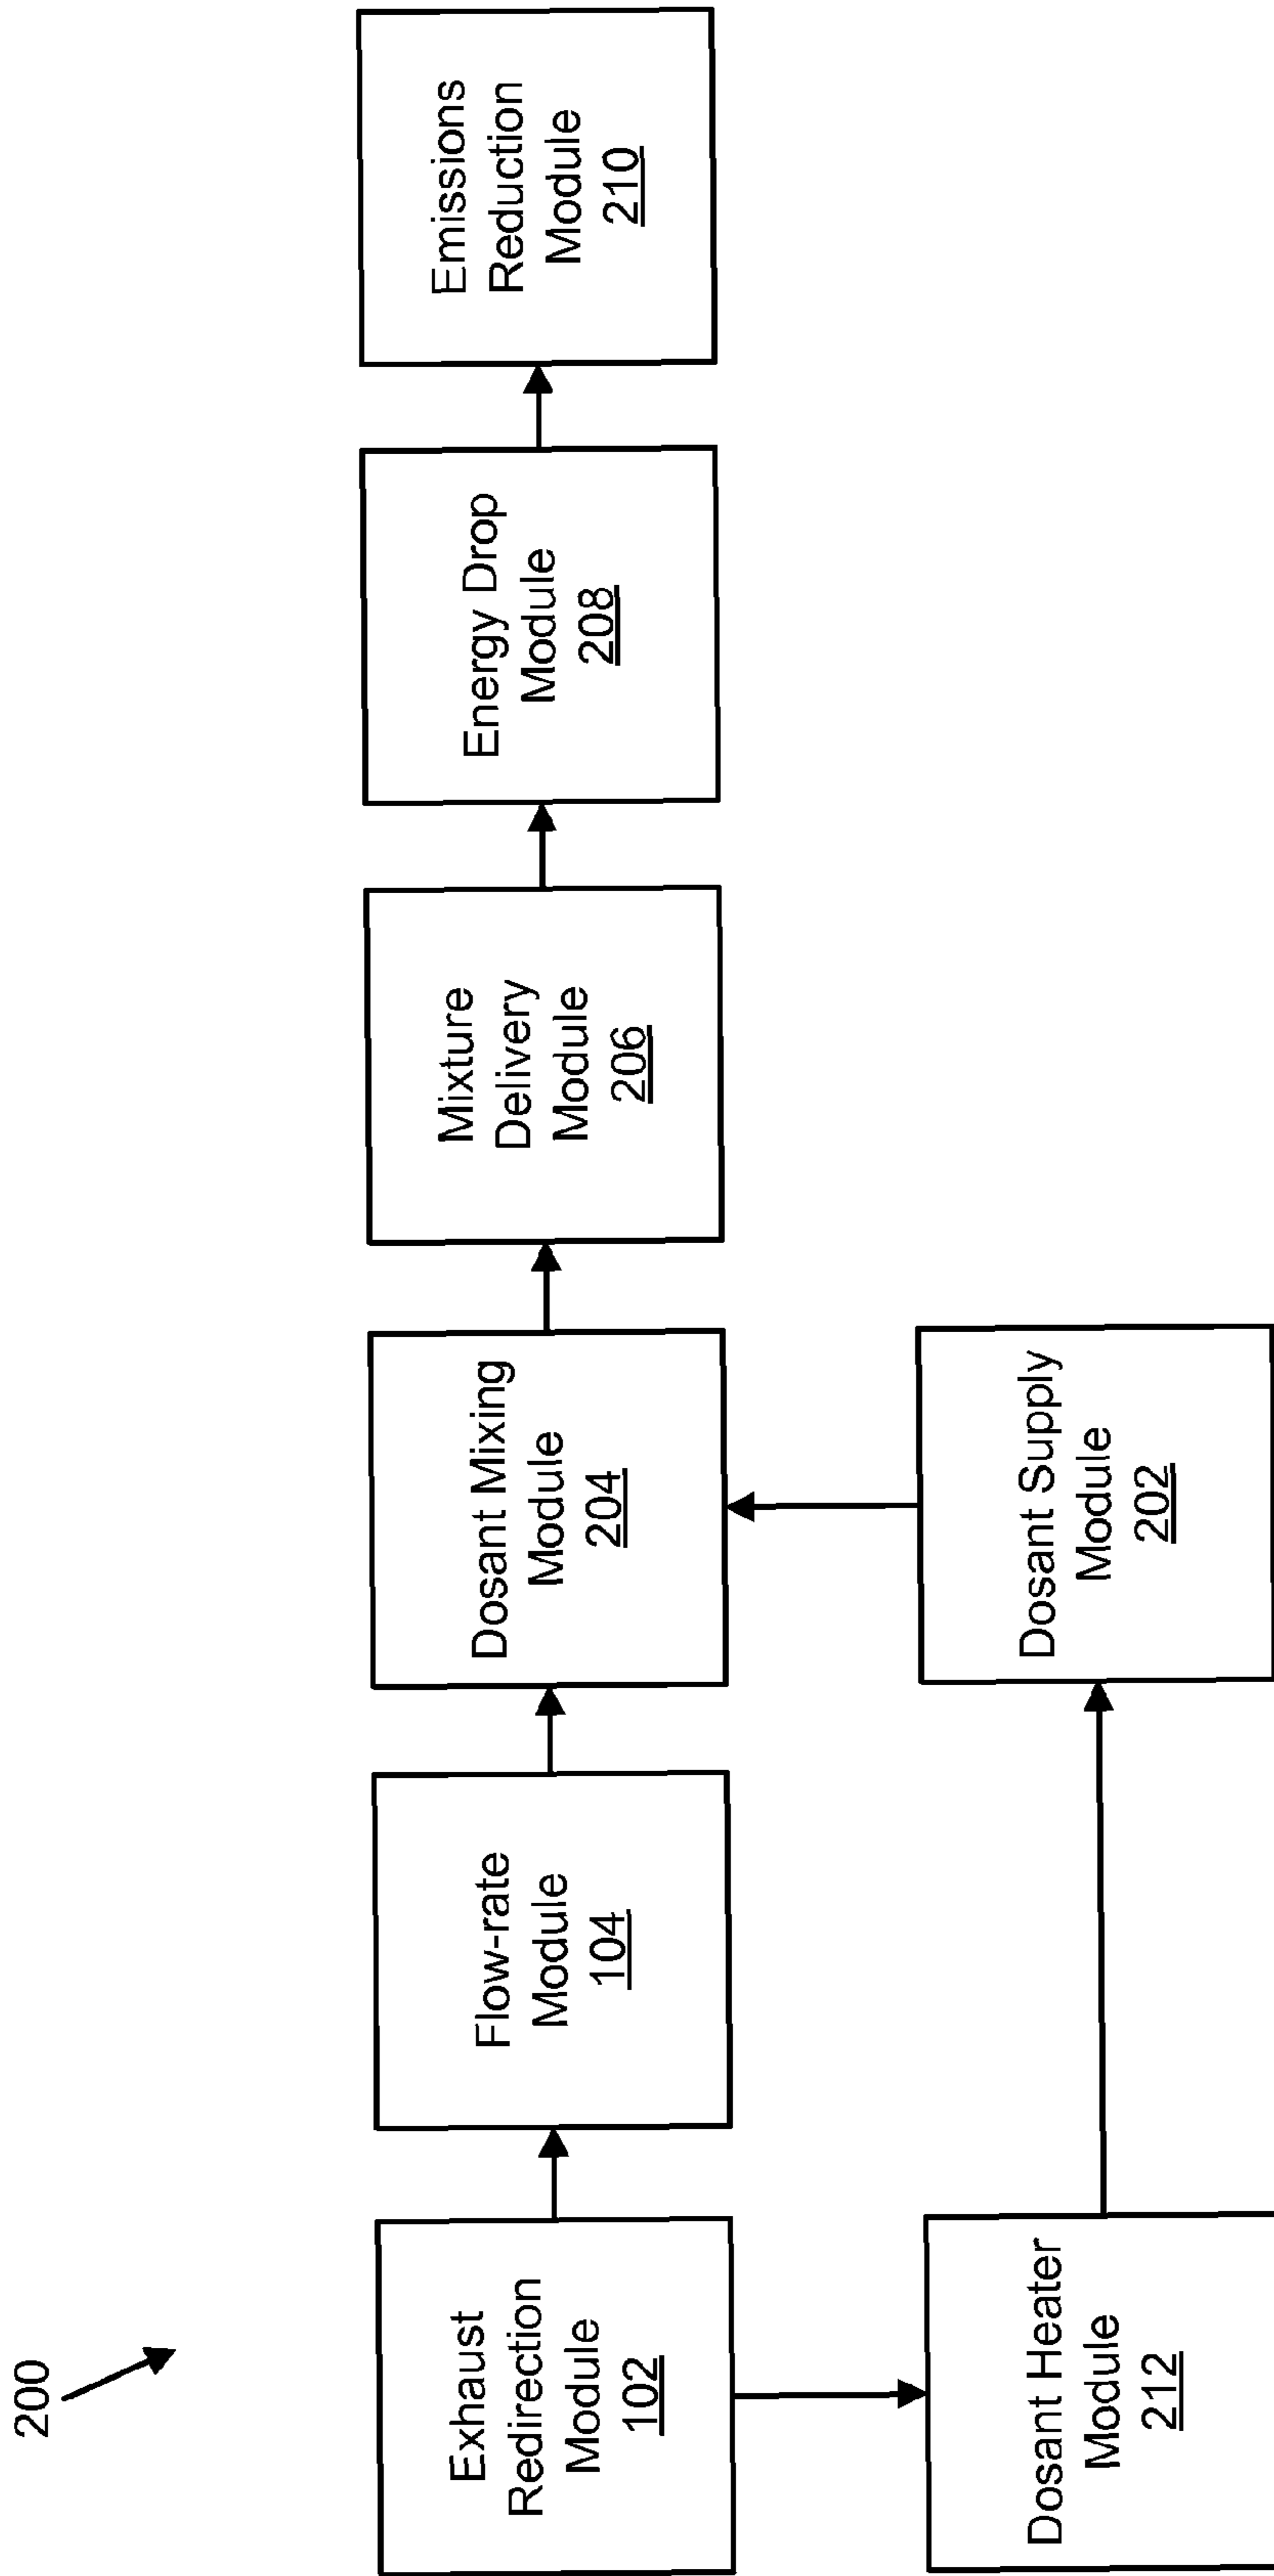 200
Exhaust
Redirection
Module
102
Flow-rate
Module
104
Dosant Mixing
Module
204
Mixture
Delivery
Module
206
Energy Drop
Module
208
Emissions
Reduction
Module
210
Dosant Heater
Module
212
Dosant Supply
Module
202